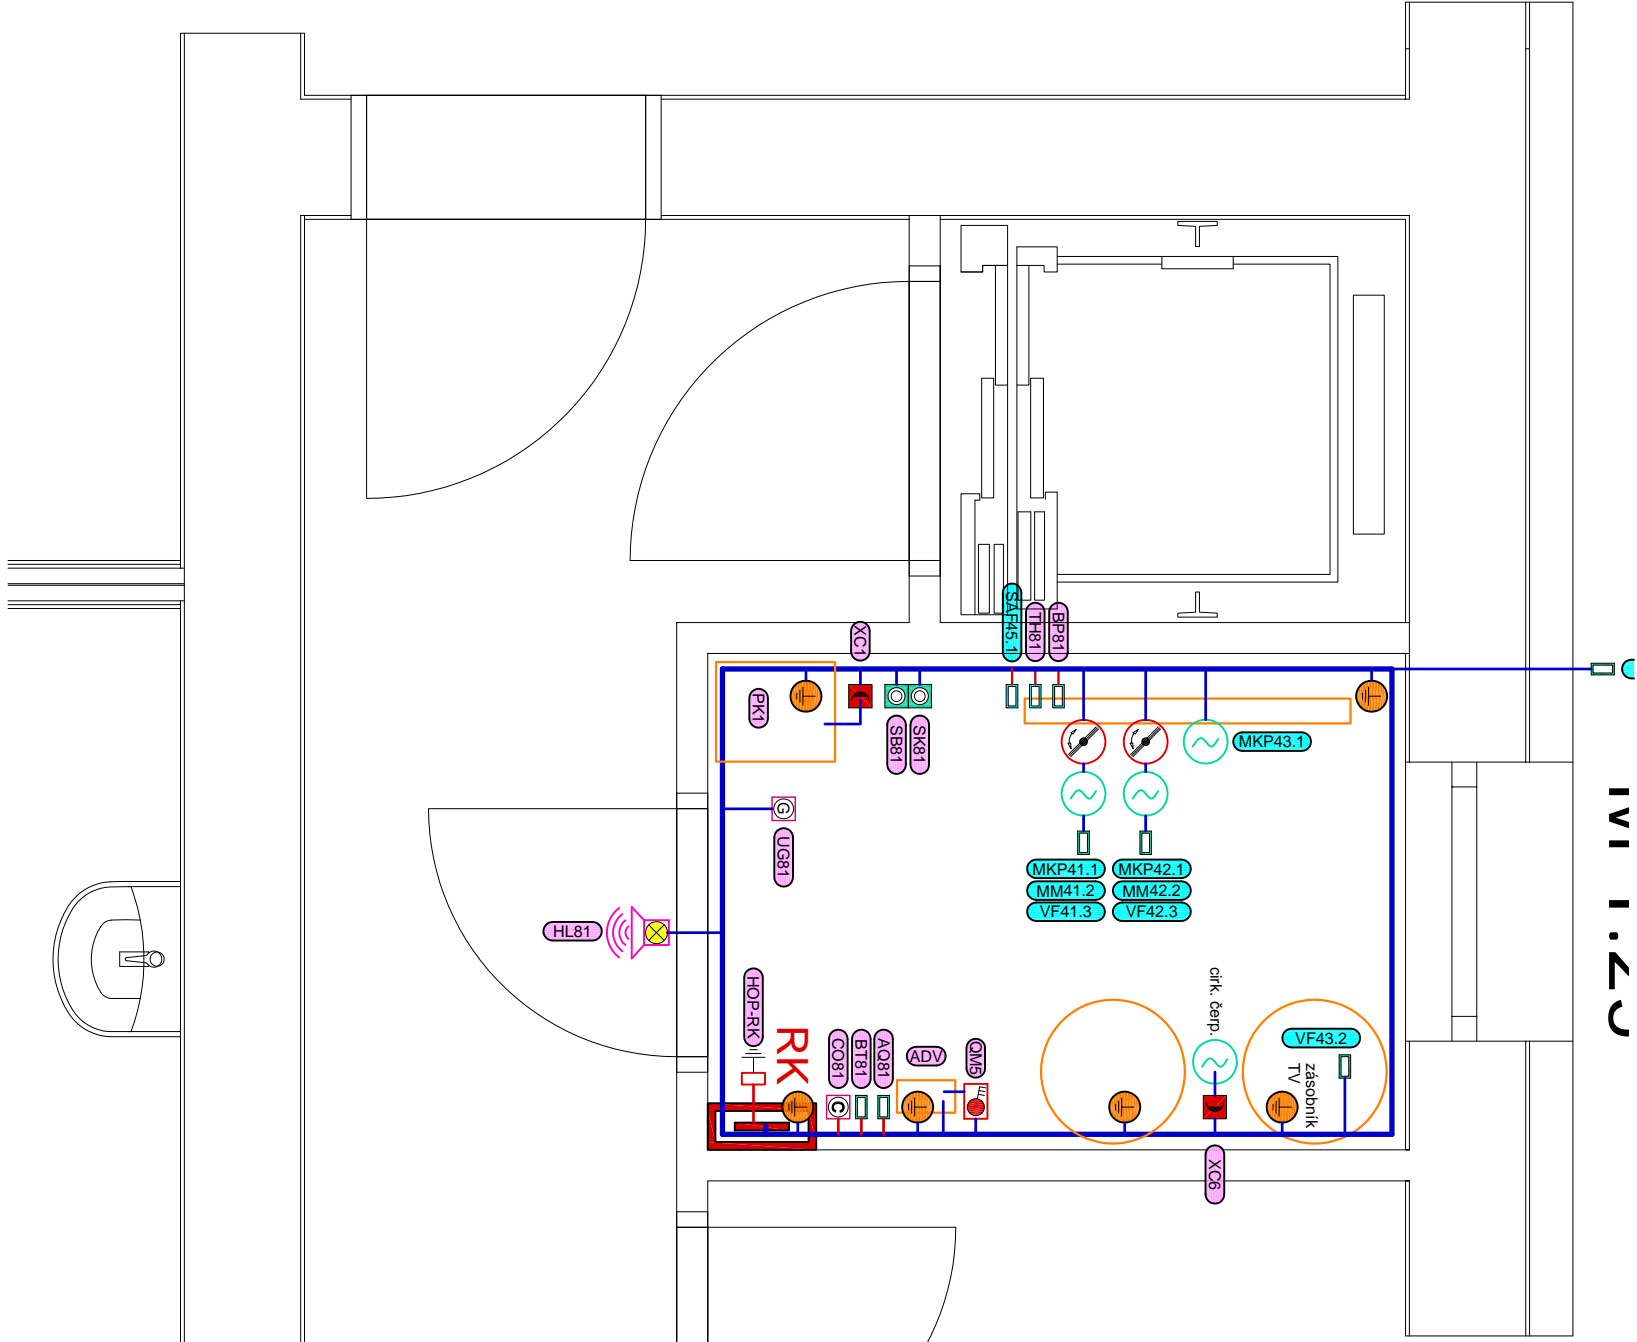 SAF45.1
TH81
BP81
XC1
PK1
SB81
SK81
MKP43.1
UG81
MKP41.1
MM41.2
VF41.3
MKP42.1
MM42.2
VF42.3
HL81
HOP-RK
RK
CO81
BT81
AQ81
ADV
QM5
cirk. čerp.
VF43.2
zásobník
TV
XC6
G
C